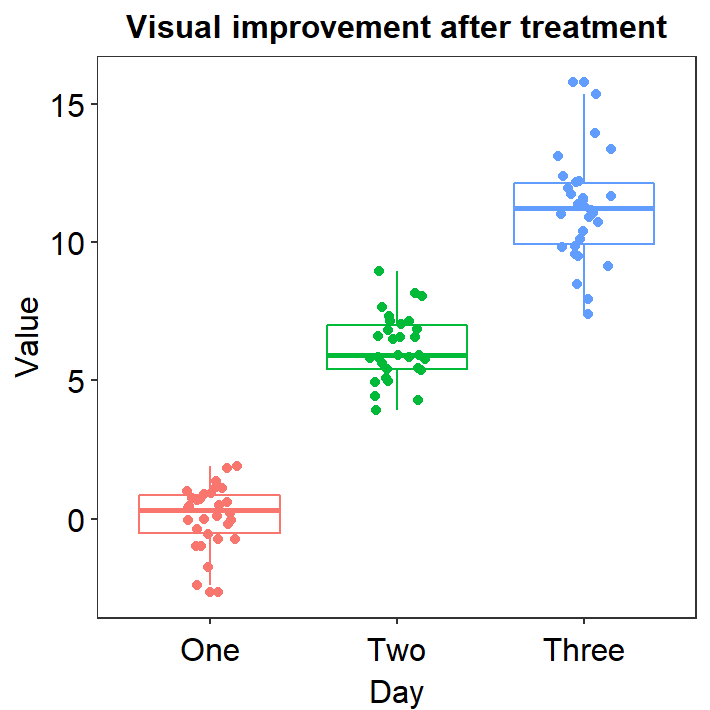 Visual improvement after treatment
15
10
5
0
Value
One Two Three
Day